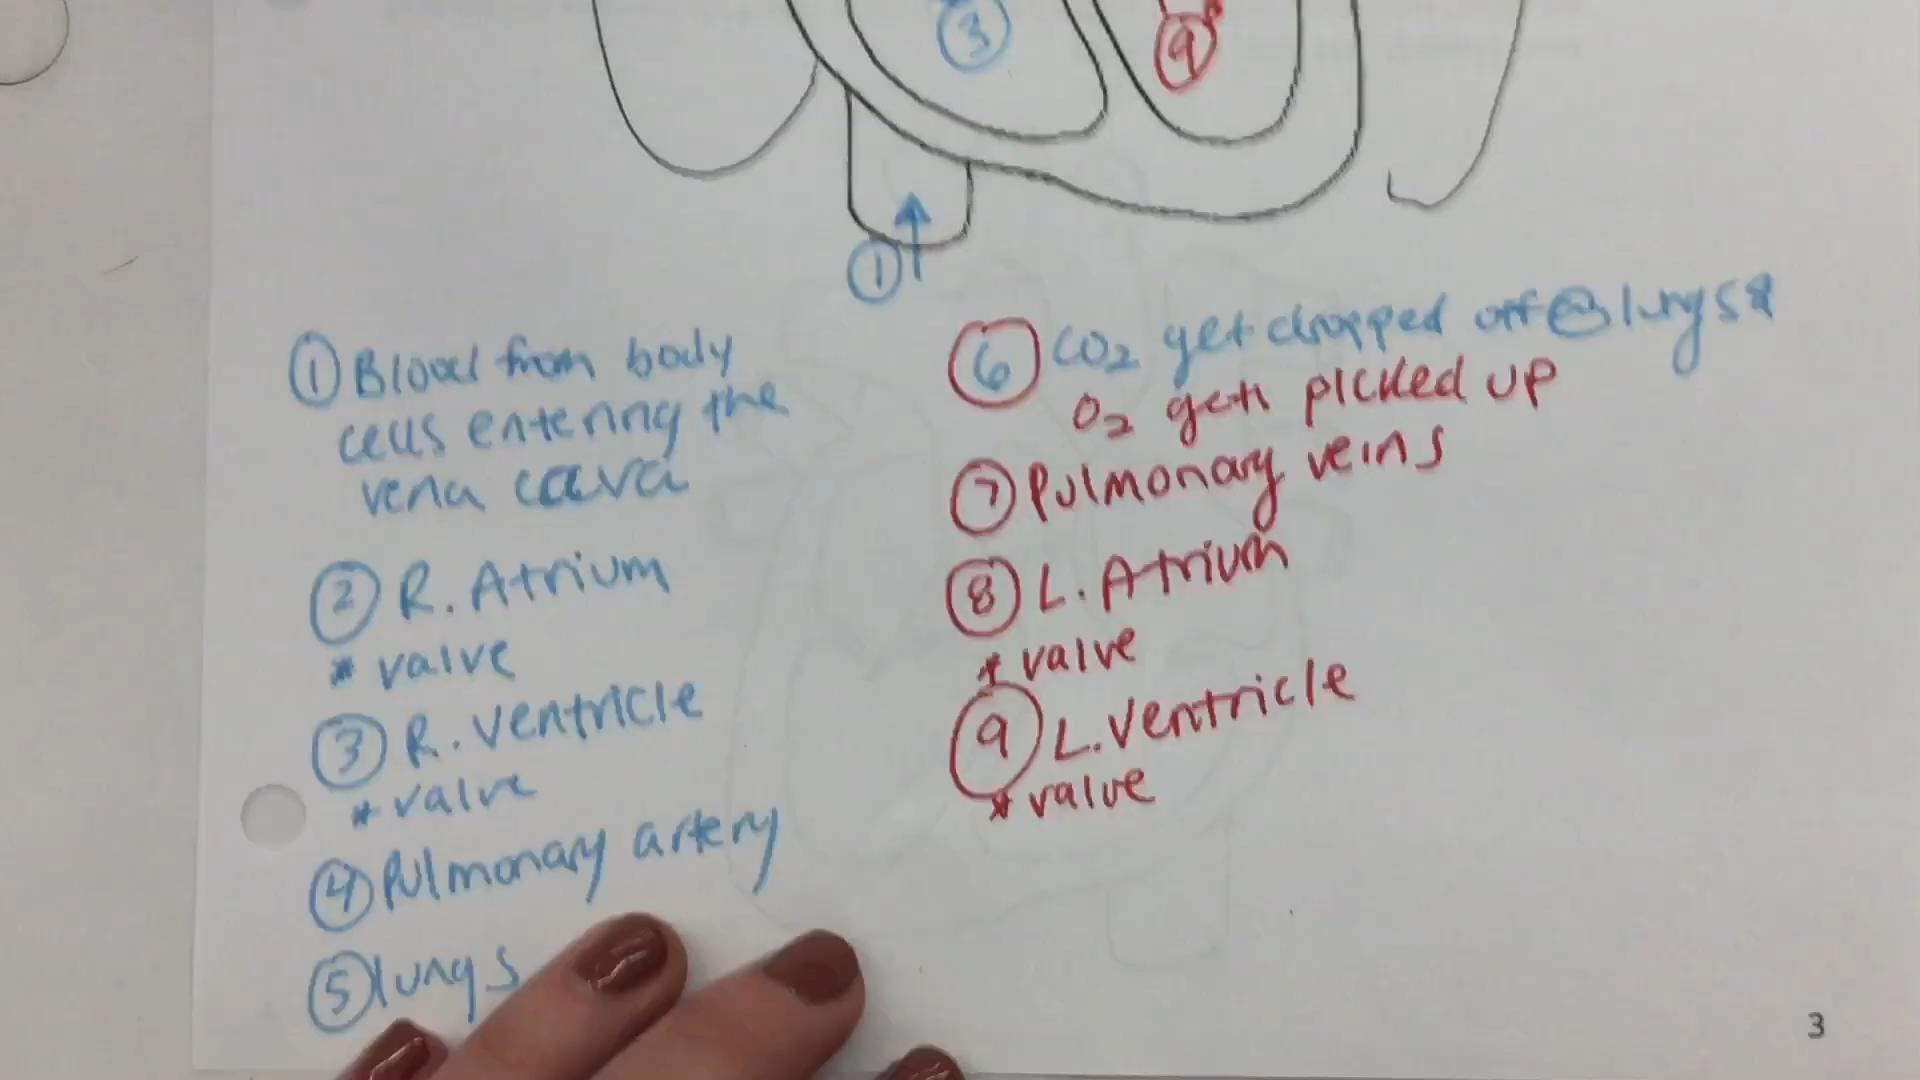 3
9
1
1 Blood from body
cells entering the
vena cava
2 R. Atrium
* valve
3 R. Ventricle
* valve
4 Pulmonary artery
5 lungs
6 CO2 get dropped off @ lungs &
O2 gets picked up
7 Pulmonary veins
8 L. Atrium
* valve
9 L. Ventricle
* valve
3